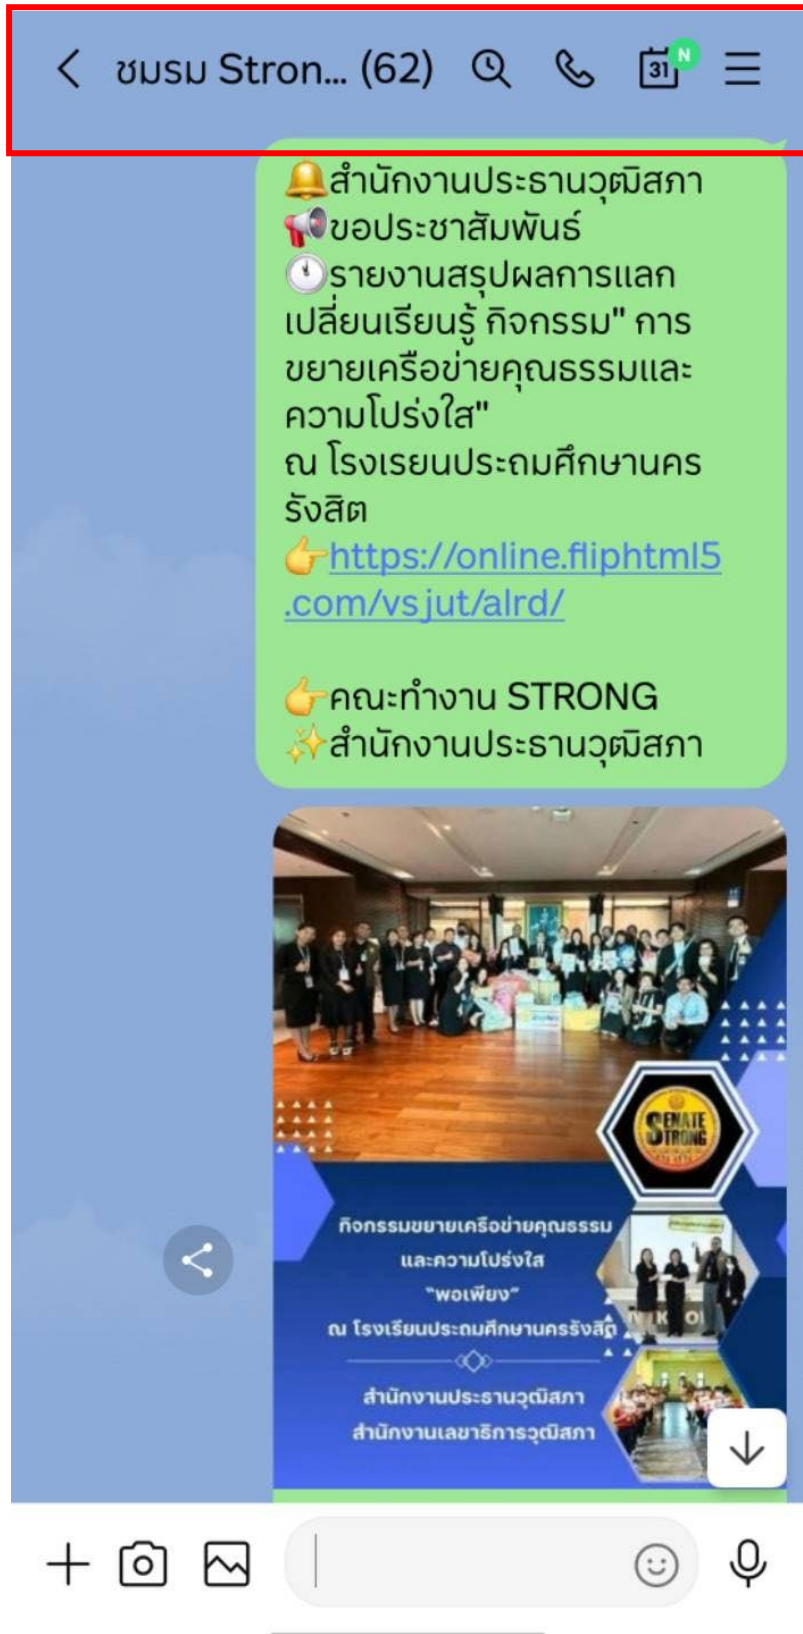 ชมรม Stron... (62)
31 N
🔔สำนักงานประธานวุฒิสภา
📢ขอประชาสัมพันธ์
🕚รายงานสรุปผลการแลก
เปลี่ยนเรียนรู้ กิจกรรม" การ
ขยายเครือข่ายคุณธรรมและ
ความโปร่งใส"
ณ โรงเรยนประถมศึกษานคร
รังสิต
👉https://online.fliphtml5
.com/vsjut/alrd/
👉คณะทำงาน STRONG
✨สำนักงานประธานวุฒิสภา
SENATE
STRONG
กิจกรรมขยายเครือข่ายคุณธรรม
และความโปร่งใส
"พอเพียง"
ณ โรงเรียนประถมศึกษานครรังสิต
สำนักงานประธานวุฒิสภา
สำนักงานเลขาธิการวุฒิสภา